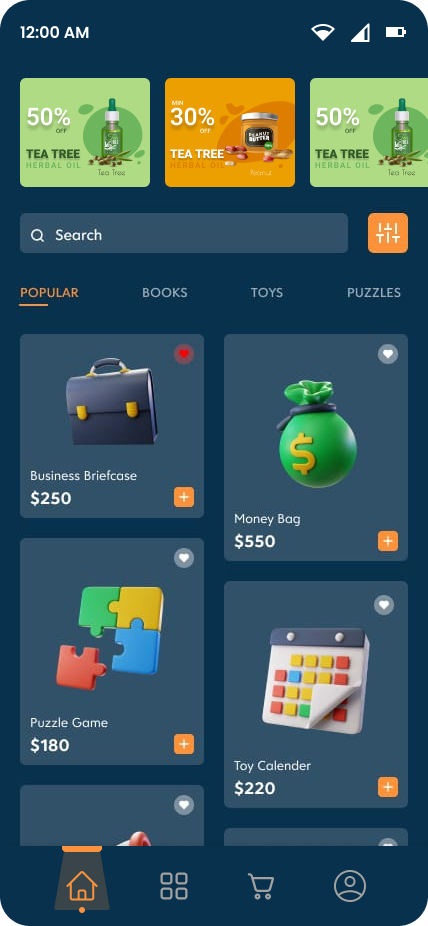 12:00 AM
50%
OFF
TEA TREE
HERBAL OIL
Tea Tree
MIN
30%
OFF
TEA TREE
HERBAL OIL
PEANUT
BUTTER
Peanut
50%
OFF
TEA TREE
HERBAL OIL
Tea Tree
Search
POPULAR
BOOKS
TOYS
PUZZLES
Business Briefcase
$250
$
Money Bag
$550
Puzzle Game
$180
Toy Calender
$220